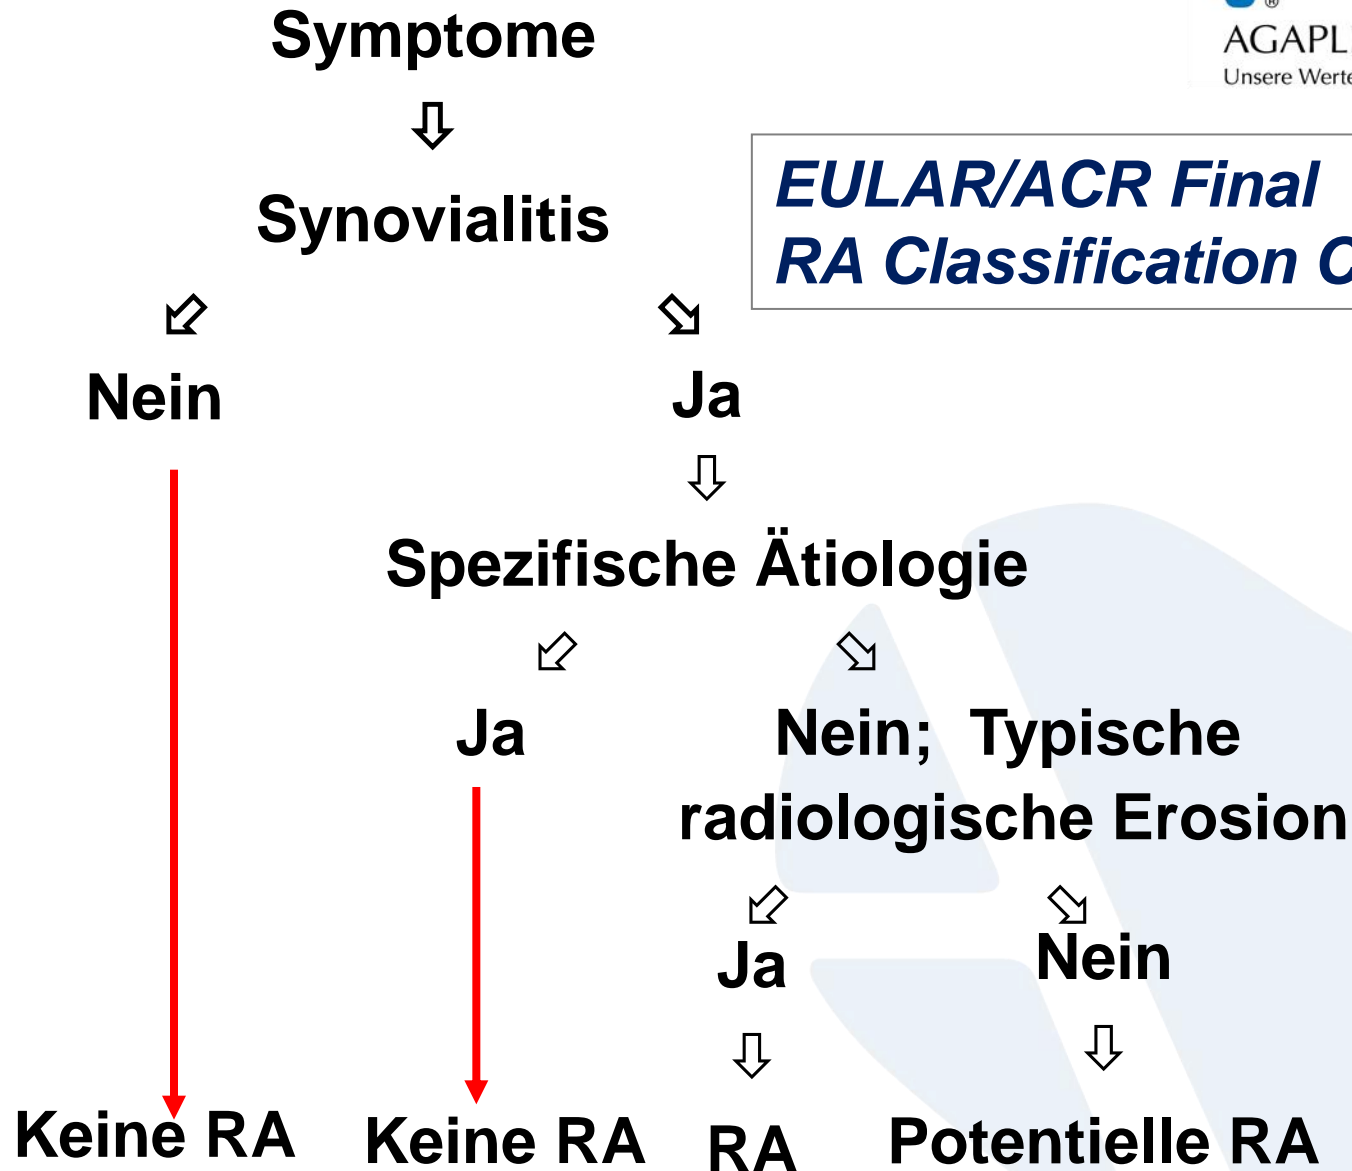 Symptome
AGAPL
Unsere Werte
EULAR/ACR Final
RA Classification C
Synovialitis
Nein
Ja
Spezifische Ätiologie
Ja
Nein; Typische
radiologische Erosion
Ja
Nein
Keine RA
Keine RA
RA
Potentielle RA